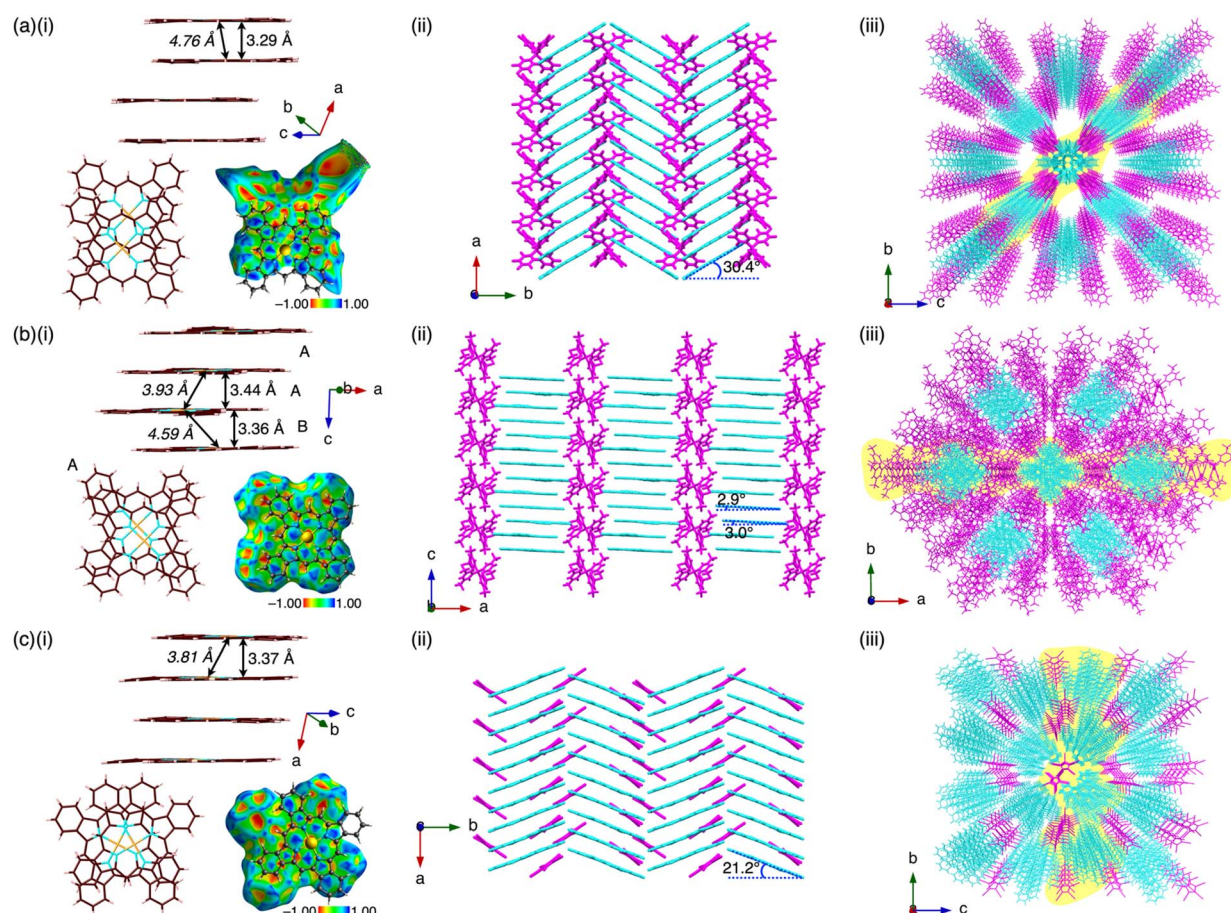 (a)(i)
4.76 Å
3.29 Å
b
a
c
−1.00
1.00
(ii)
a
b
30.4°
(iii)
b
c
(b)(i)
A
3.93 Å
3.44 Å
A
b
a
c
4.59 Å
3.36 Å
B
A
−1.00
1.00
(ii)
2.9°
3.0°
c
b
a
(iii)
b
a
(c)(i)
3.81 Å
3.37 Å
c
b
a
−1.00
1.00
(ii)
b
a
21.2°
(iii)
b
c